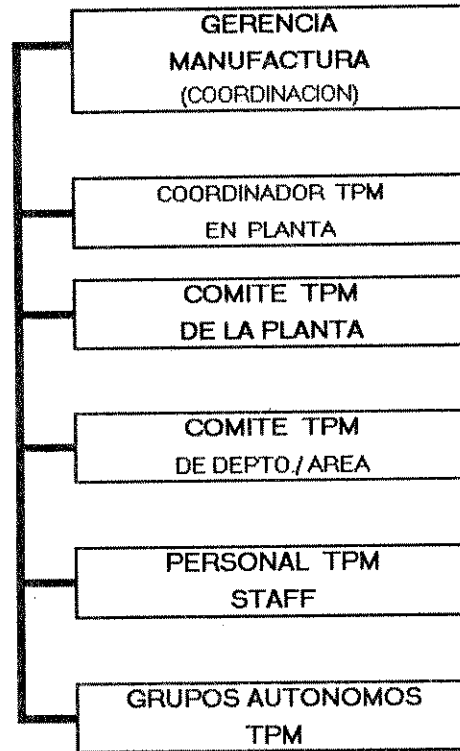 GERENCIA
MANUFACTURA
(COORDINACION)
COORDINADOR TPM
EN PLANTA
COMITE TPM
DE LA PLANTA
COMITE TPM
DE DEPTO./AREA
PERSONAL TPM
STAFF
GRUPOS AUTONOMOS
TPM